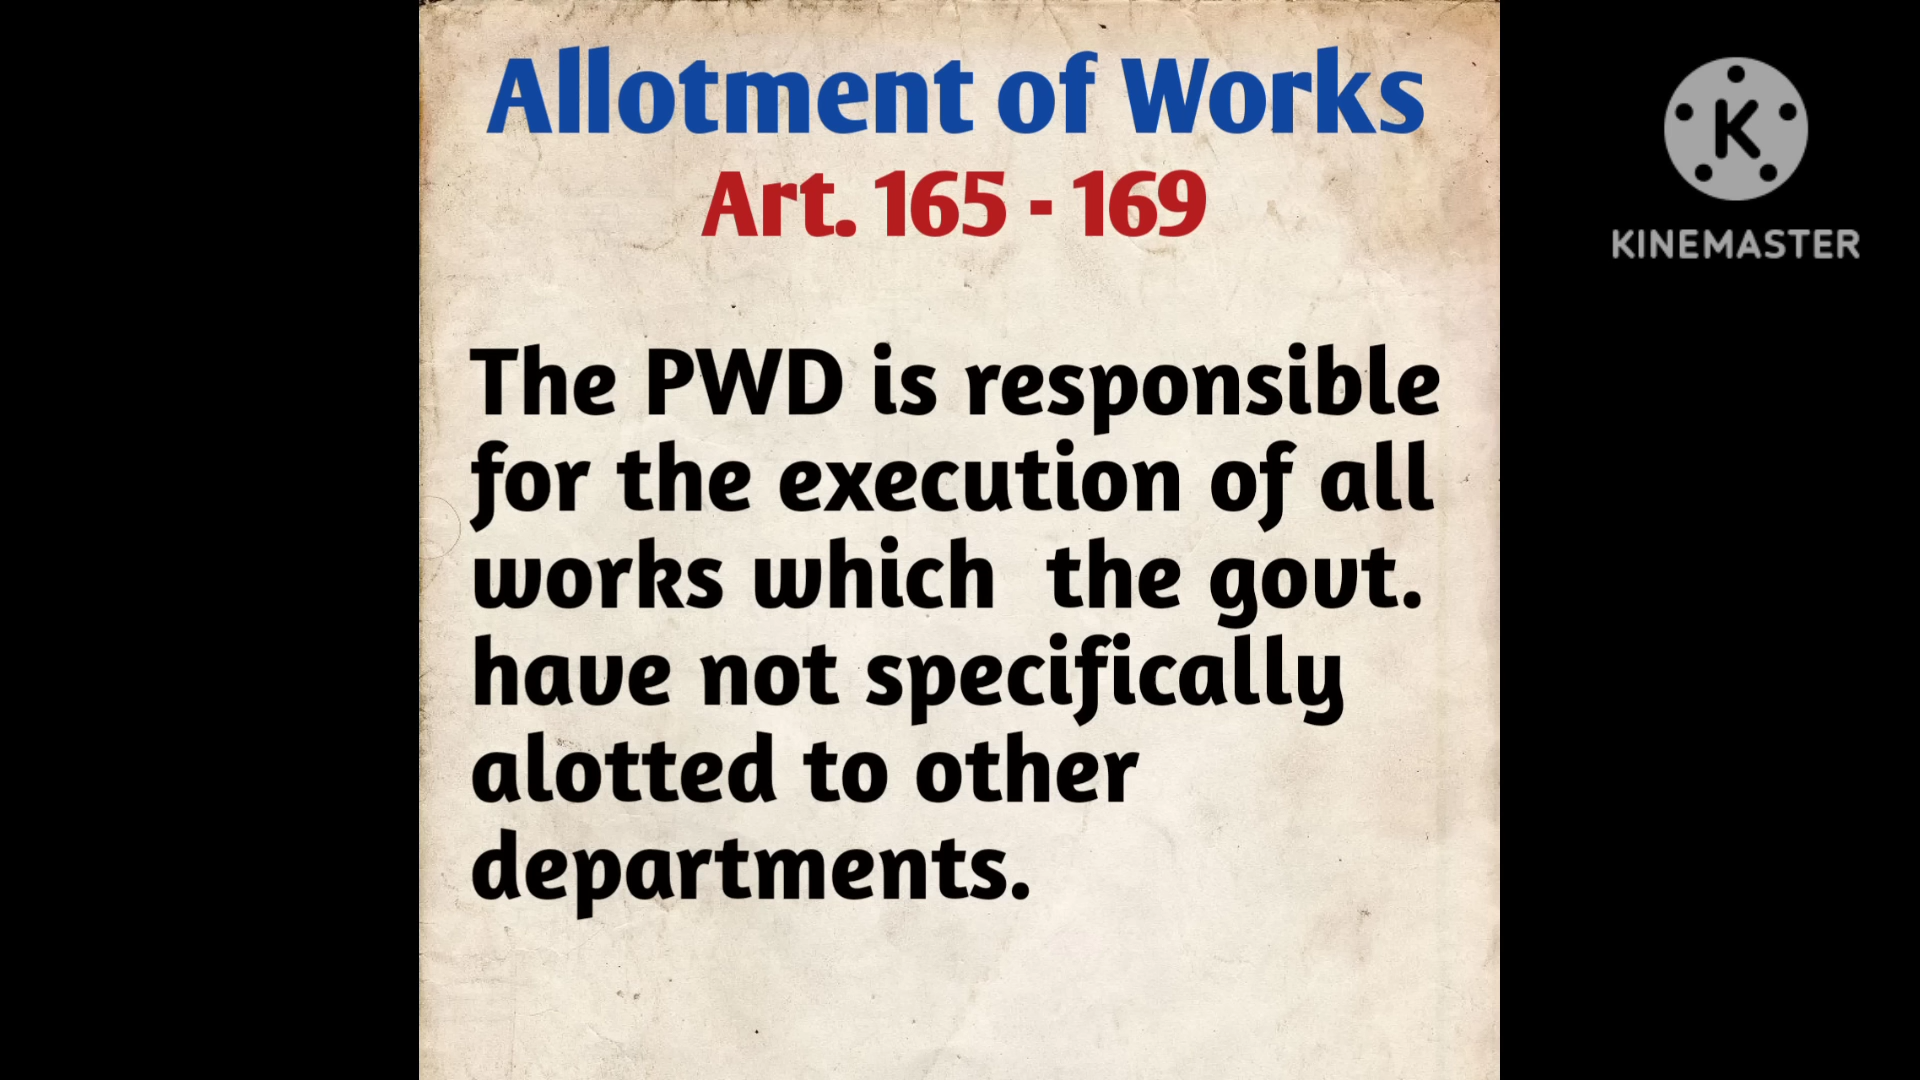 Allotment of Works
Art. 165 - 169
The PWD is responsible
for the execution of all
works which  the govt.
have not specifically
alotted to other
departments.
K
KINEMASTER